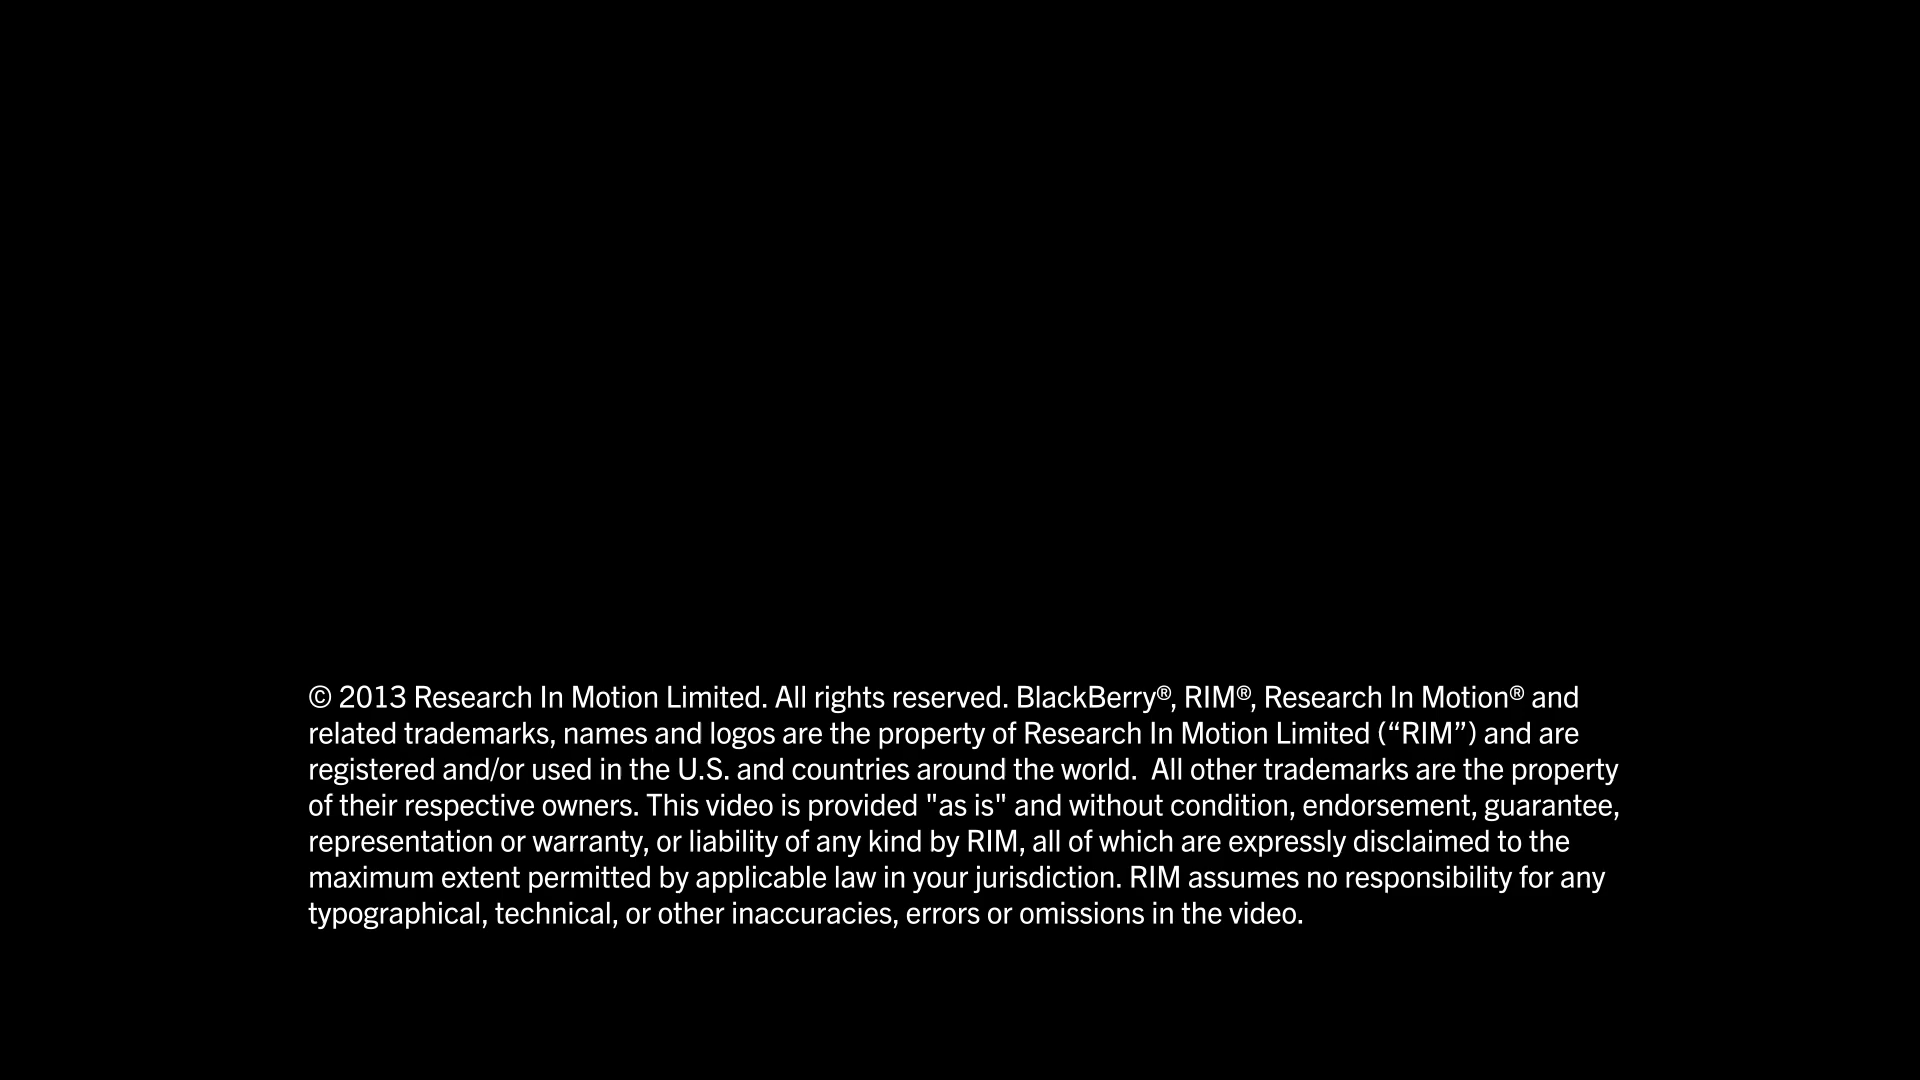 © 2013 Research In Motion Limited. All rights reserved. BlackBerry®, RIM®, Research In Motion® and
related trademarks, names and logos are the property of Research In Motion Limited (“RIM”) and are
registered and/or used in the U.S. and countries around the world.  All other trademarks are the property
of their respective owners. This video is provided "as is" and without condition, endorsement, guarantee,
representation or warranty, or liability of any kind by RIM, all of which are expressly disclaimed to the
maximum extent permitted by applicable law in your jurisdiction. RIM assumes no responsibility for any
typographical, technical, or other inaccuracies, errors or omissions in the video.